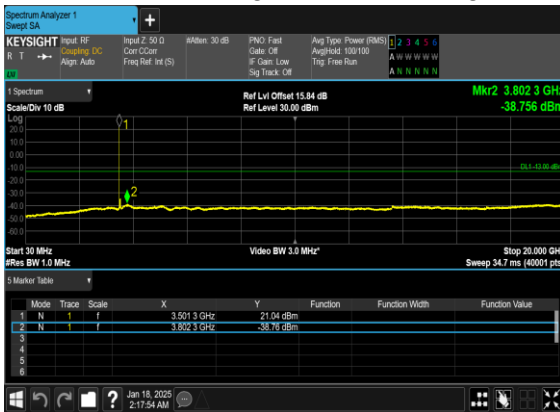 Spectrum Analyzer 1
Swept SA
KEYSIGHT Input: RF Input Z: 50 Ω #Atten: 30 dB PNO: Fast Avg Type: Power (RMS) 1 2 3 4 5 6
R T Coupling: DC Corr CCorr Gate: Off Avg|Hold: 100/100 A W W W W W
Align: Auto Freq Ref: Int (S) IF Gain: Low Trig: Free Run
Sig Track: Off A N N N N N
1 Spectrum Ref Lvl Offset 15.84 dB Mkr2 3.802 3 GHz
Scale/Div 10 dB Ref Level 30.00 dBm -38.756 dBm
Log
1
20.0
10.0
0.00
-10.0
DL1 -13.00 dBm
-20.0
-30.0
2
-40.0
-50.0
-60.0
Start 30 MHz Video BW 3.0 MHz* Stop 20.000 GH
#Res BW 1.0 MHz Sweep 34.7 ms (40001 pts
5 Marker Table
Mode Trace Scale X Y Function Function Width Function Value
1 N 1 f 3.501 3 GHz 21.04 dBm
2 N 1 f 3.802 3 GHz -38.76 dBm
3
4
5
6
? Jan 18, 2025
2:17:54 AM